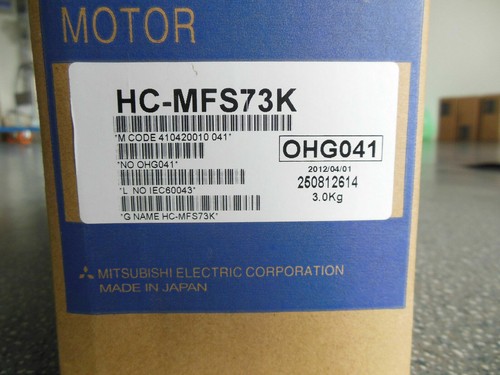 MOTOR
HC-MFS73K
*M CODE 410420010 041*
*NO OHG041*
*L NO IEC60043*
*G NAME HC-MFS73K*
OHG041
2012/04/01
250812614
3.0Kg
MITSUBISHI ELECTRIC CORPORATION
MADE IN JAPAN